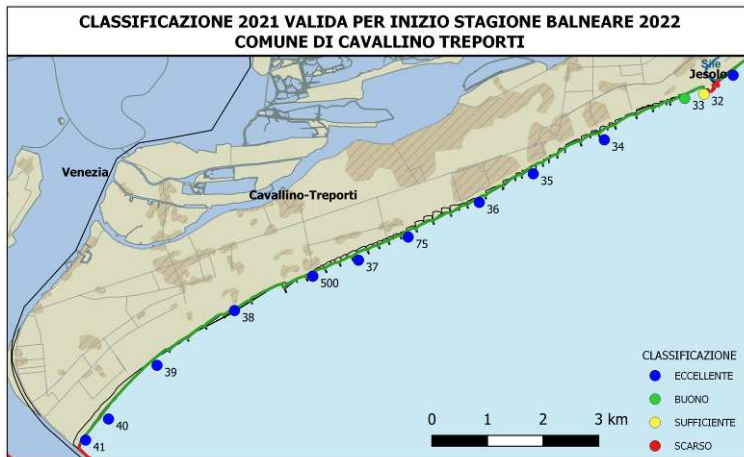 CLASSIFICAZIONE 2021 VALIDA PER INIZIO STAGIONE BALNEARE 2022
COMUNE DI CAVALLINO TREPORTI
Sile
Jesolo
33
32
34
Venezia
35
Cavallino-Treporti
36
75
37
500
38
39
40
41
CLASSIFICAZIONE
ECCELLENTE
BUONO
SUFFICIENTE
SCARSO
0 1 2 3 km